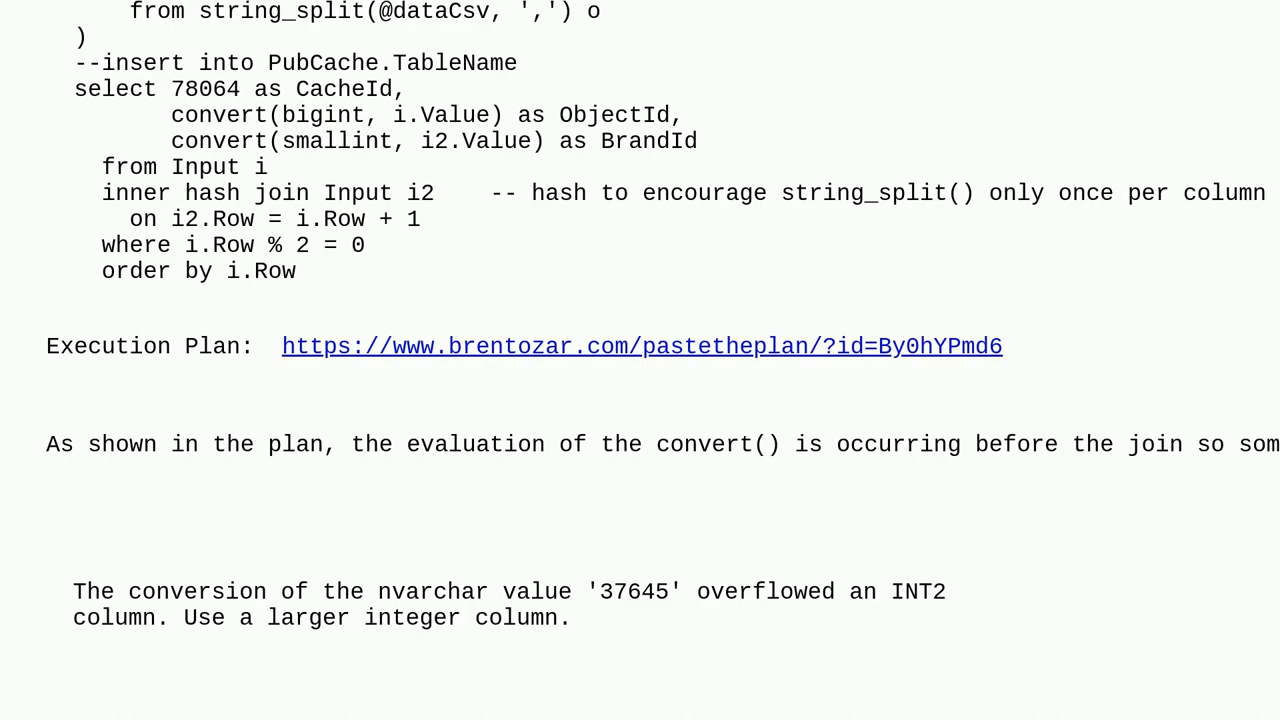 from string_split(@dataCsv, ',') o
)
--insert into PubCache.TableName
select 78064 as CacheId,
convert(bigint, i.Value) as ObjectId,
convert(smallint, i2.Value) as BrandId
from Input i
inner hash join Input i2    -- hash to encourage string_split() only once per column
on i2.Row = i.Row + 1
where i.Row % 2 = 0
order by i.Row
Execution Plan:  https://www.brentozar.com/pastetheplan/?id=By0hYPmd6
As shown in the plan, the evaluation of the convert() is occurring before the join so som
The conversion of the nvarchar value '37645' overflowed an INT2
column. Use a larger integer column.